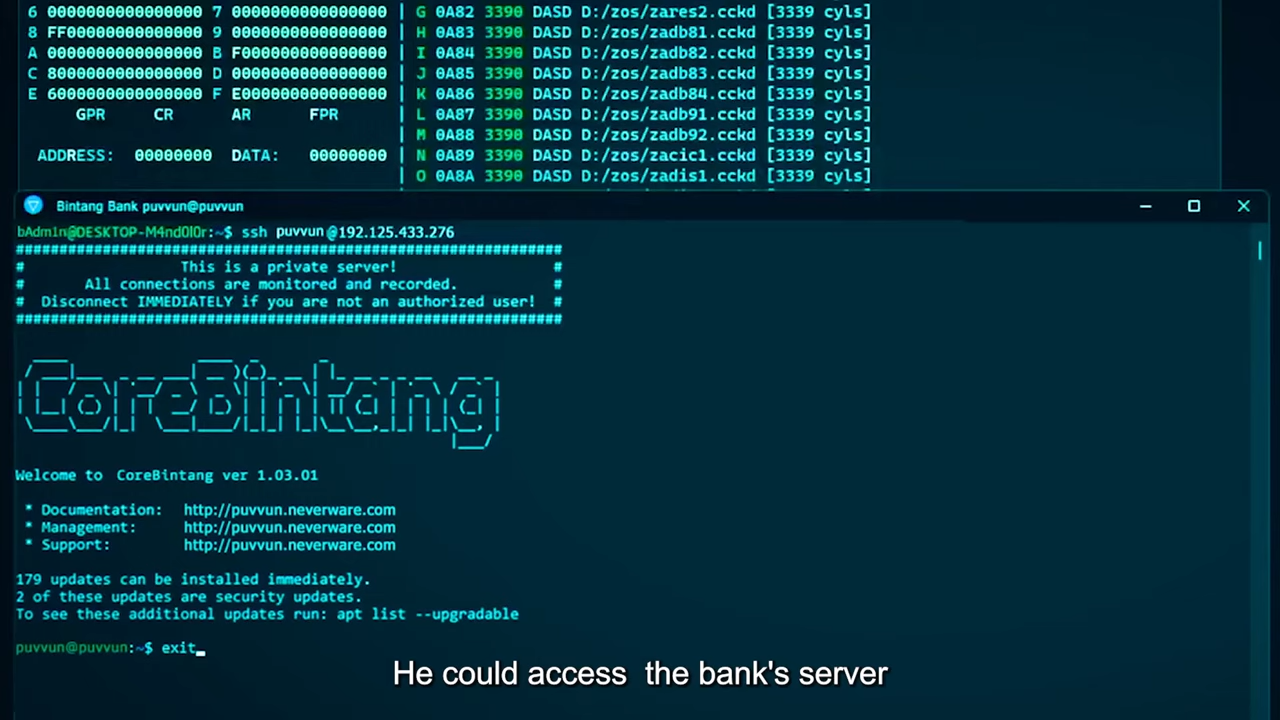 6 0000000000000000 7 0000000000000000 | G 0A82 3390 DASD D:/zos/zares2.cckd [3339 cyls]
8 FF00000000000000 9 0000000000000000 | H 0A83 3390 DASD D:/zos/zadb81.cckd [3339 cyls]
A 0000000000000000 B F000000000000000 | I 0A84 3390 DASD D:/zos/zadb82.cckd [3339 cyls]
C 8000000000000000 D 0000000000000000 | J 0A85 3390 DASD D:/zos/zadb83.cckd [3339 cyls]
E 6000000000000000 F E000000000000000 | K 0A86 3390 DASD D:/zos/zadb84.cckd [3339 cyls]
GPR CR AR FPR | L 0A87 3390 DASD D:/zos/zadb91.cckd [3339 cyls]
| M 0A88 3390 DASD D:/zos/zadb92.cckd [3339 cyls]
ADDRESS: 00000000 DATA: 00000000 | N 0A89 3390 DASD D:/zos/zacic1.cckd [3339 cyls]
| O 0A8A 3390 DASD D:/zos/zadis1.cckd [3339 cyls]
Bintang Bank puvvun@puvvun
bAdm1n@DESKTOP-M4nd0l0r:~$ ssh puvvun@192.125.433.276
##################################################################
# This is a private server! #
# All connections are monitored and recorded. #
# Disconnect IMMEDIATELY if you are not an authorized user! #
##################################################################
CoreBintang
Welcome to CoreBintang ver 1.03.01
* Documentation: http://puvvun.neverware.com
* Management: http://puvvun.neverware.com
* Support: http://puvvun.neverware.com
179 updates can be installed immediately.
2 of these updates are security updates.
To see these additional updates run: apt list --upgradable
puvvun@puvvun:~$ exit_
He could access the bank's server